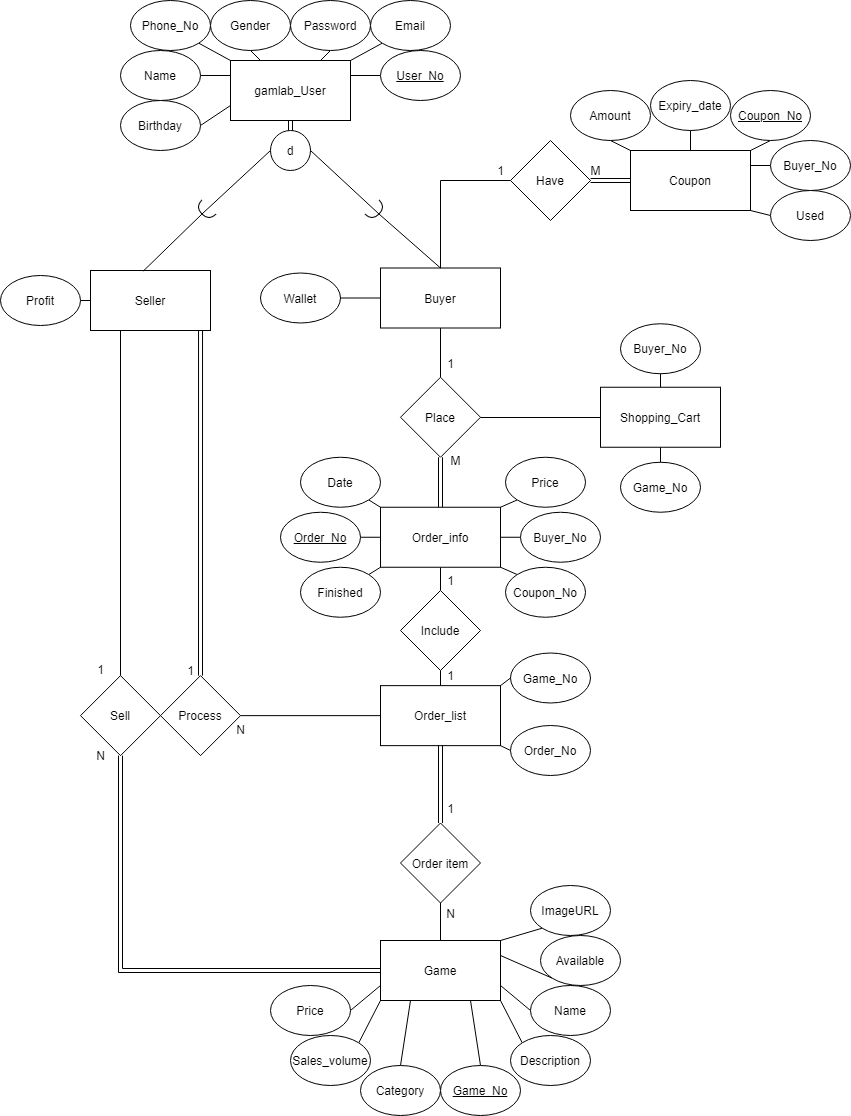 Phone_No
Gender
Password
Email
Name
gamlab_User
User_No
Birthday
d
Amount
Expiry_date
Coupon_No
1
Have
M
Coupon
Buyer_No
Used
Profit
Seller
Wallet
Buyer
1
Buyer_No
Place
Shopping_Cart
M
Game_No
Date
Price
Order_No
Order_info
Buyer_No
Finished
1
Coupon_No
Include
1
1
1
Game_No
Sell
Process
Order_list
N
N
Order_No
1
Order item
N
ImageURL
Available
Game
Price
Name
Sales_volume
Description
Category
Game_No